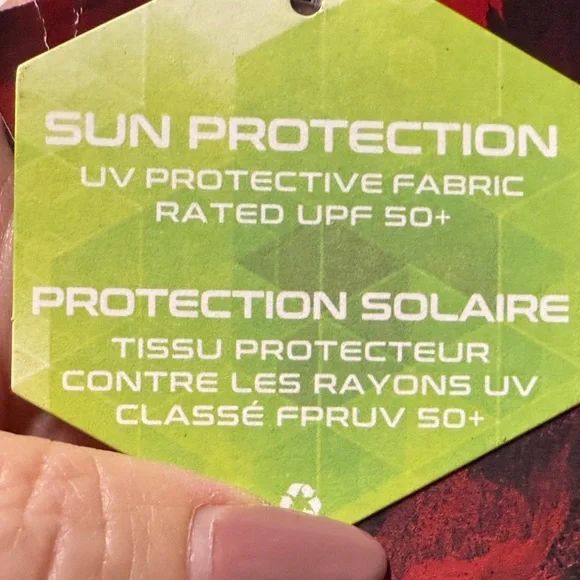 SUN PROTECTION
UV PROTECTIVE FABRIC
RATED UPF 50+
PROTECTION SOLAIRE
TISSU PROTECTEUR
CONTRE LES RAYONS UV
CLASSÉ FPRUV 50+